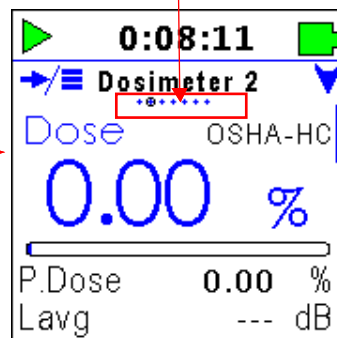 0:08:11
Dosimeter 2
Dose OSHA-HC
0.00 %
P.Dose 0.00 %
Lavg --- dB